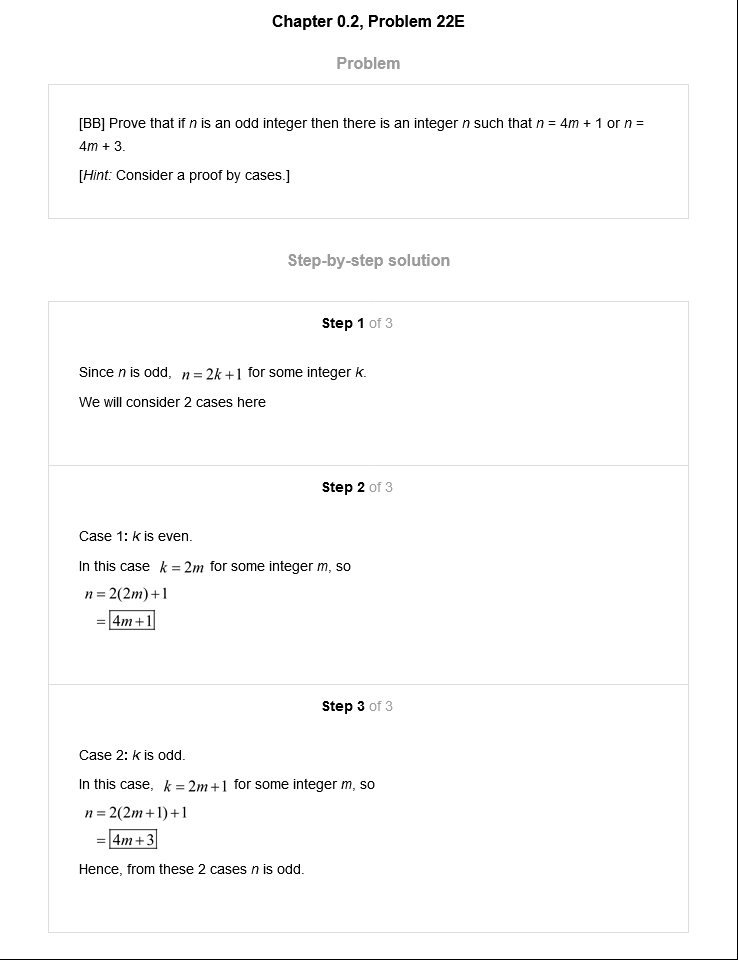 Chapter 0.2, Problem 22E
Problem
[BB] Prove that if n is an odd integer then there is an integer n such that n = 4m + 1 or n =
4m + 3.
[Hint: Consider a proof by cases.]
Step-by-step solution
Step 1 of 3
Since n is odd, n = 2k + 1 for some integer k.
We will consider 2 cases here
Step 2 of 3
Case 1: k is even.
In this case k = 2m for some integer m, so
n = 2(2m) + 1
= 4m + 1
Step 3 of 3
Case 2: k is odd.
In this case, k = 2m + 1 for some integer m, so
n = 2(2m + 1) + 1
= 4m + 3
Hence, from these 2 cases n is odd.